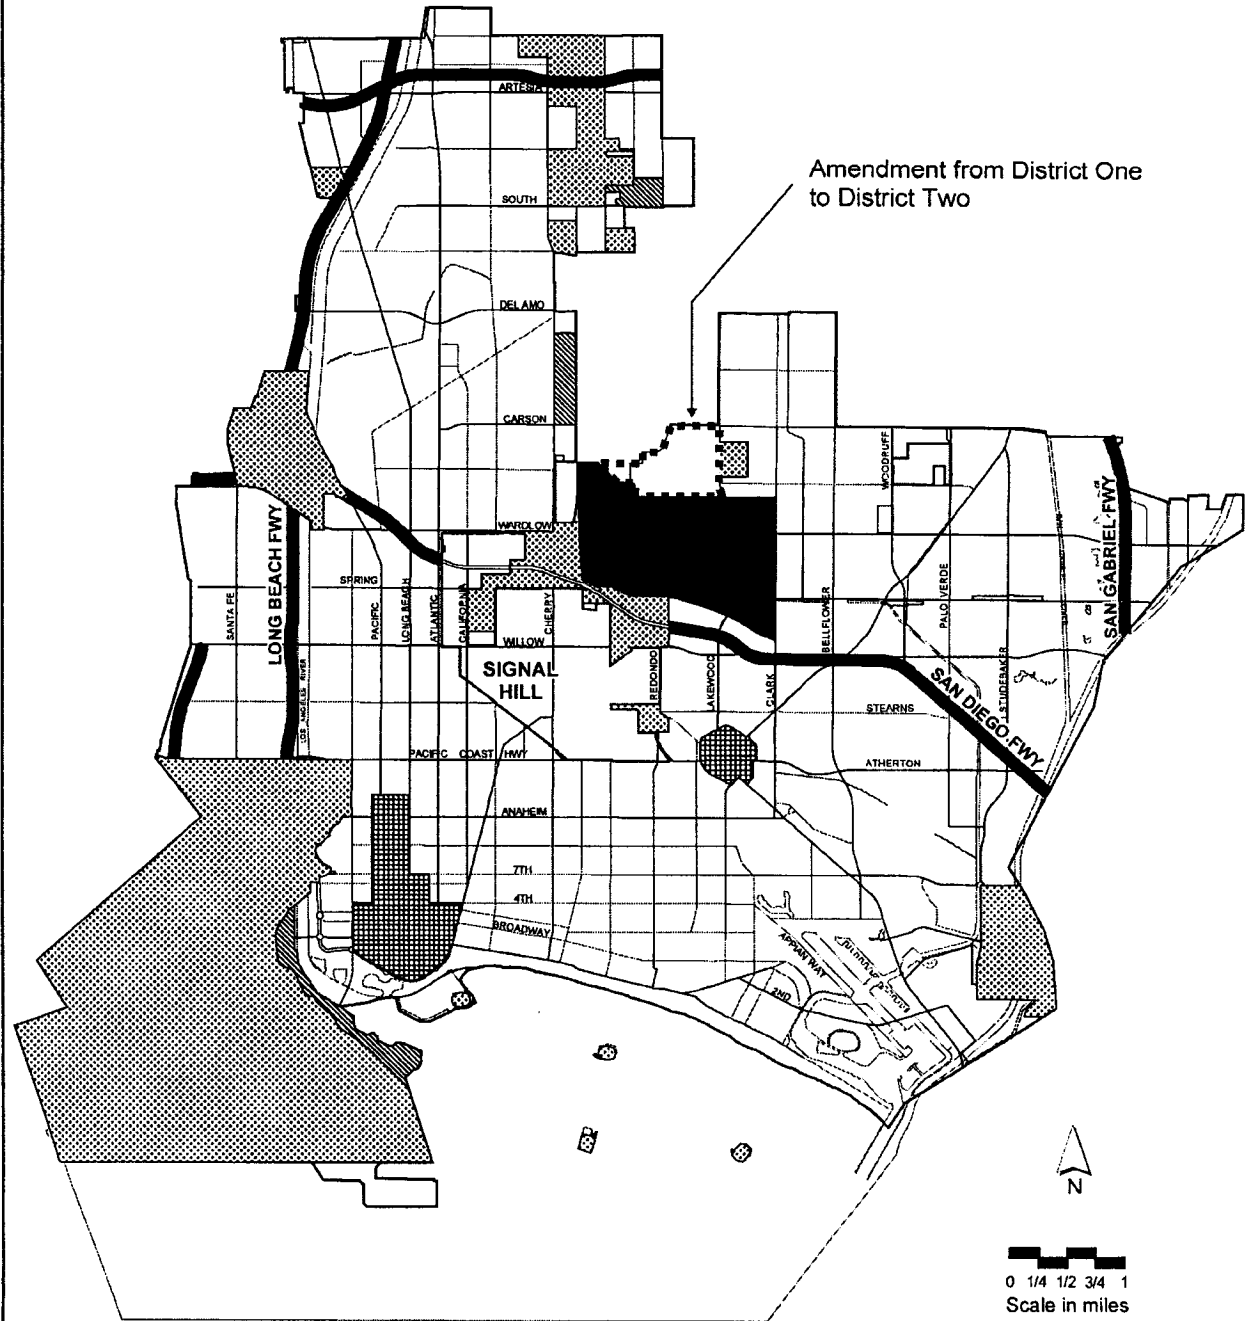 ARTESIA
Amendment from District One
to District Two
SOUTH
DEL AMO
CARSON
WOODRUFF
WARDLOW
LONG BEACH FWY
SAN GABRIEL FWY
SPRING
SANTA FE
PACIFIC
LONG BEACH
ATLANTIC
CALIFORNIA
CHERRY
BELLFLOWER
PALO VERDE
WILLOW
SIGNAL
HILL
REDONDO
LAKEWOOD
CLARK
STUDEBAKER
LOS ANGELES RIVER
SAN DIEGO FWY
STEARNS
PACIFIC COAST HWY
ATHERTON
ANAHEIM
7TH
4TH
BROADWAY
APPIAN WAY
2ND
N
0 1/4 1/2 3/4 1
Scale in miles